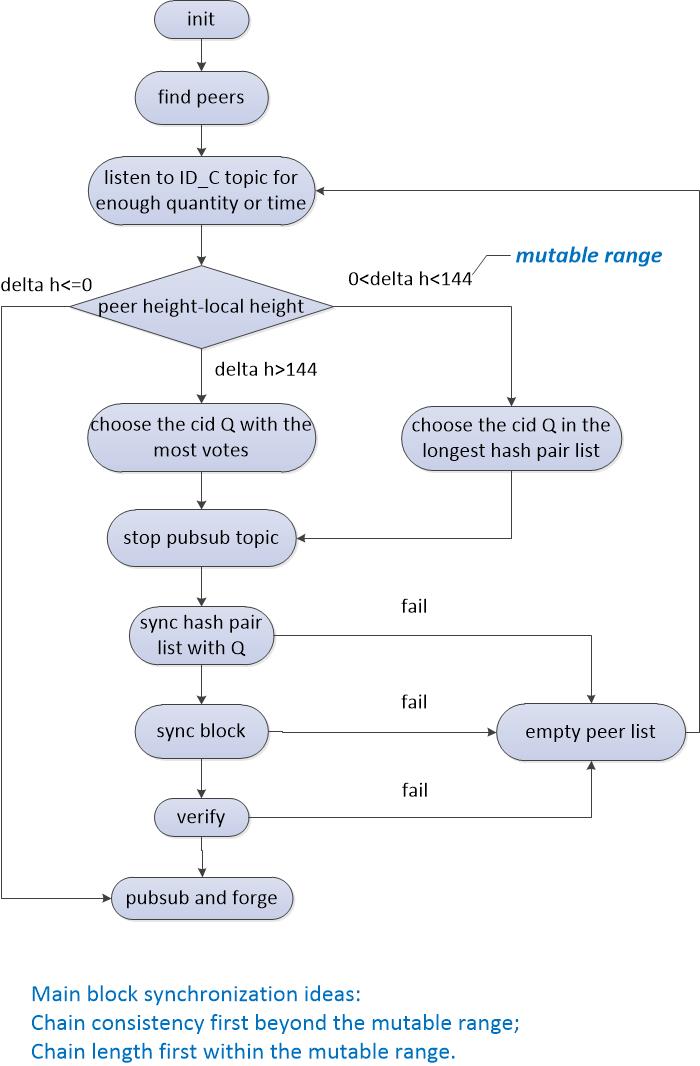 init
find peers
listen to ID_C topic for
enough quantity or time
delta h<=0
peer height-local height
0<delta h<144
mutable range
delta h>144
choose the cid Q with the
most votes
choose the cid Q in the
longest hash pair list
stop pubsub topic
sync hash pair
list with Q
fail
sync block
fail
empty peer list
verify
fail
pubsub and forge
Main block synchronization ideas:
Chain consistency first beyond the mutable range;
Chain length first within the mutable range.